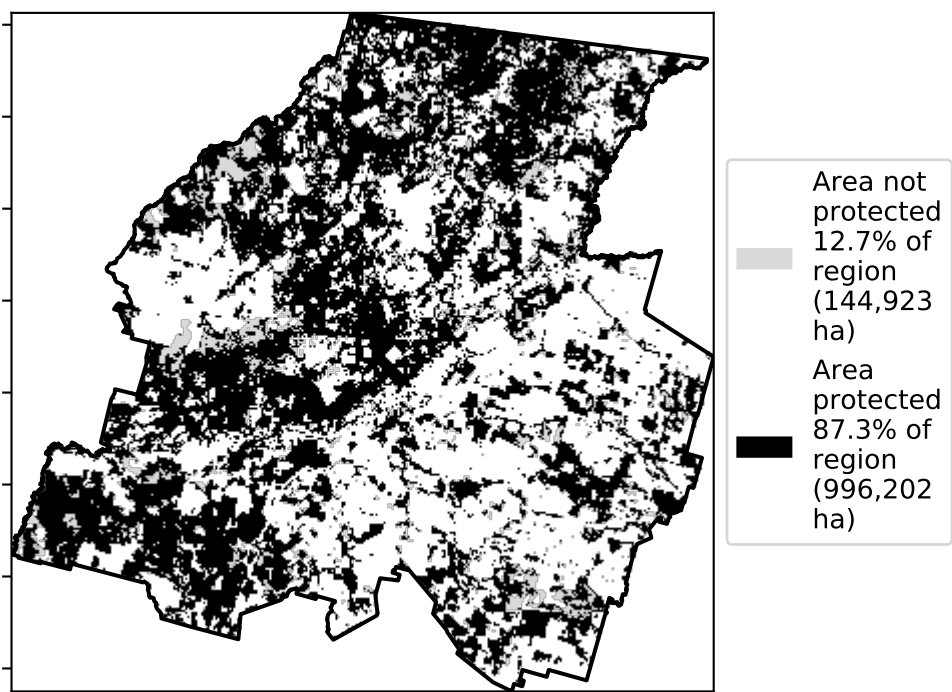 Area not
protected
12.7% of
region
(144,923
ha)
Area
protected
87.3% of
region
(996,202
ha)